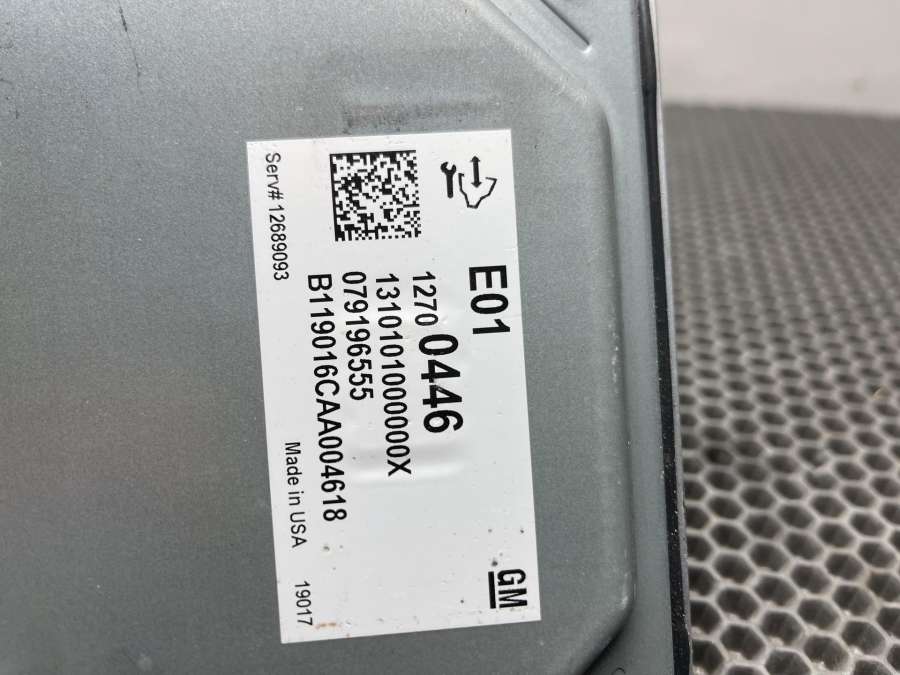 E01
1270 0446
1310101000000X
079196555
B119016CAA004618
Serv# 12689093
Made in USA
19017
GM